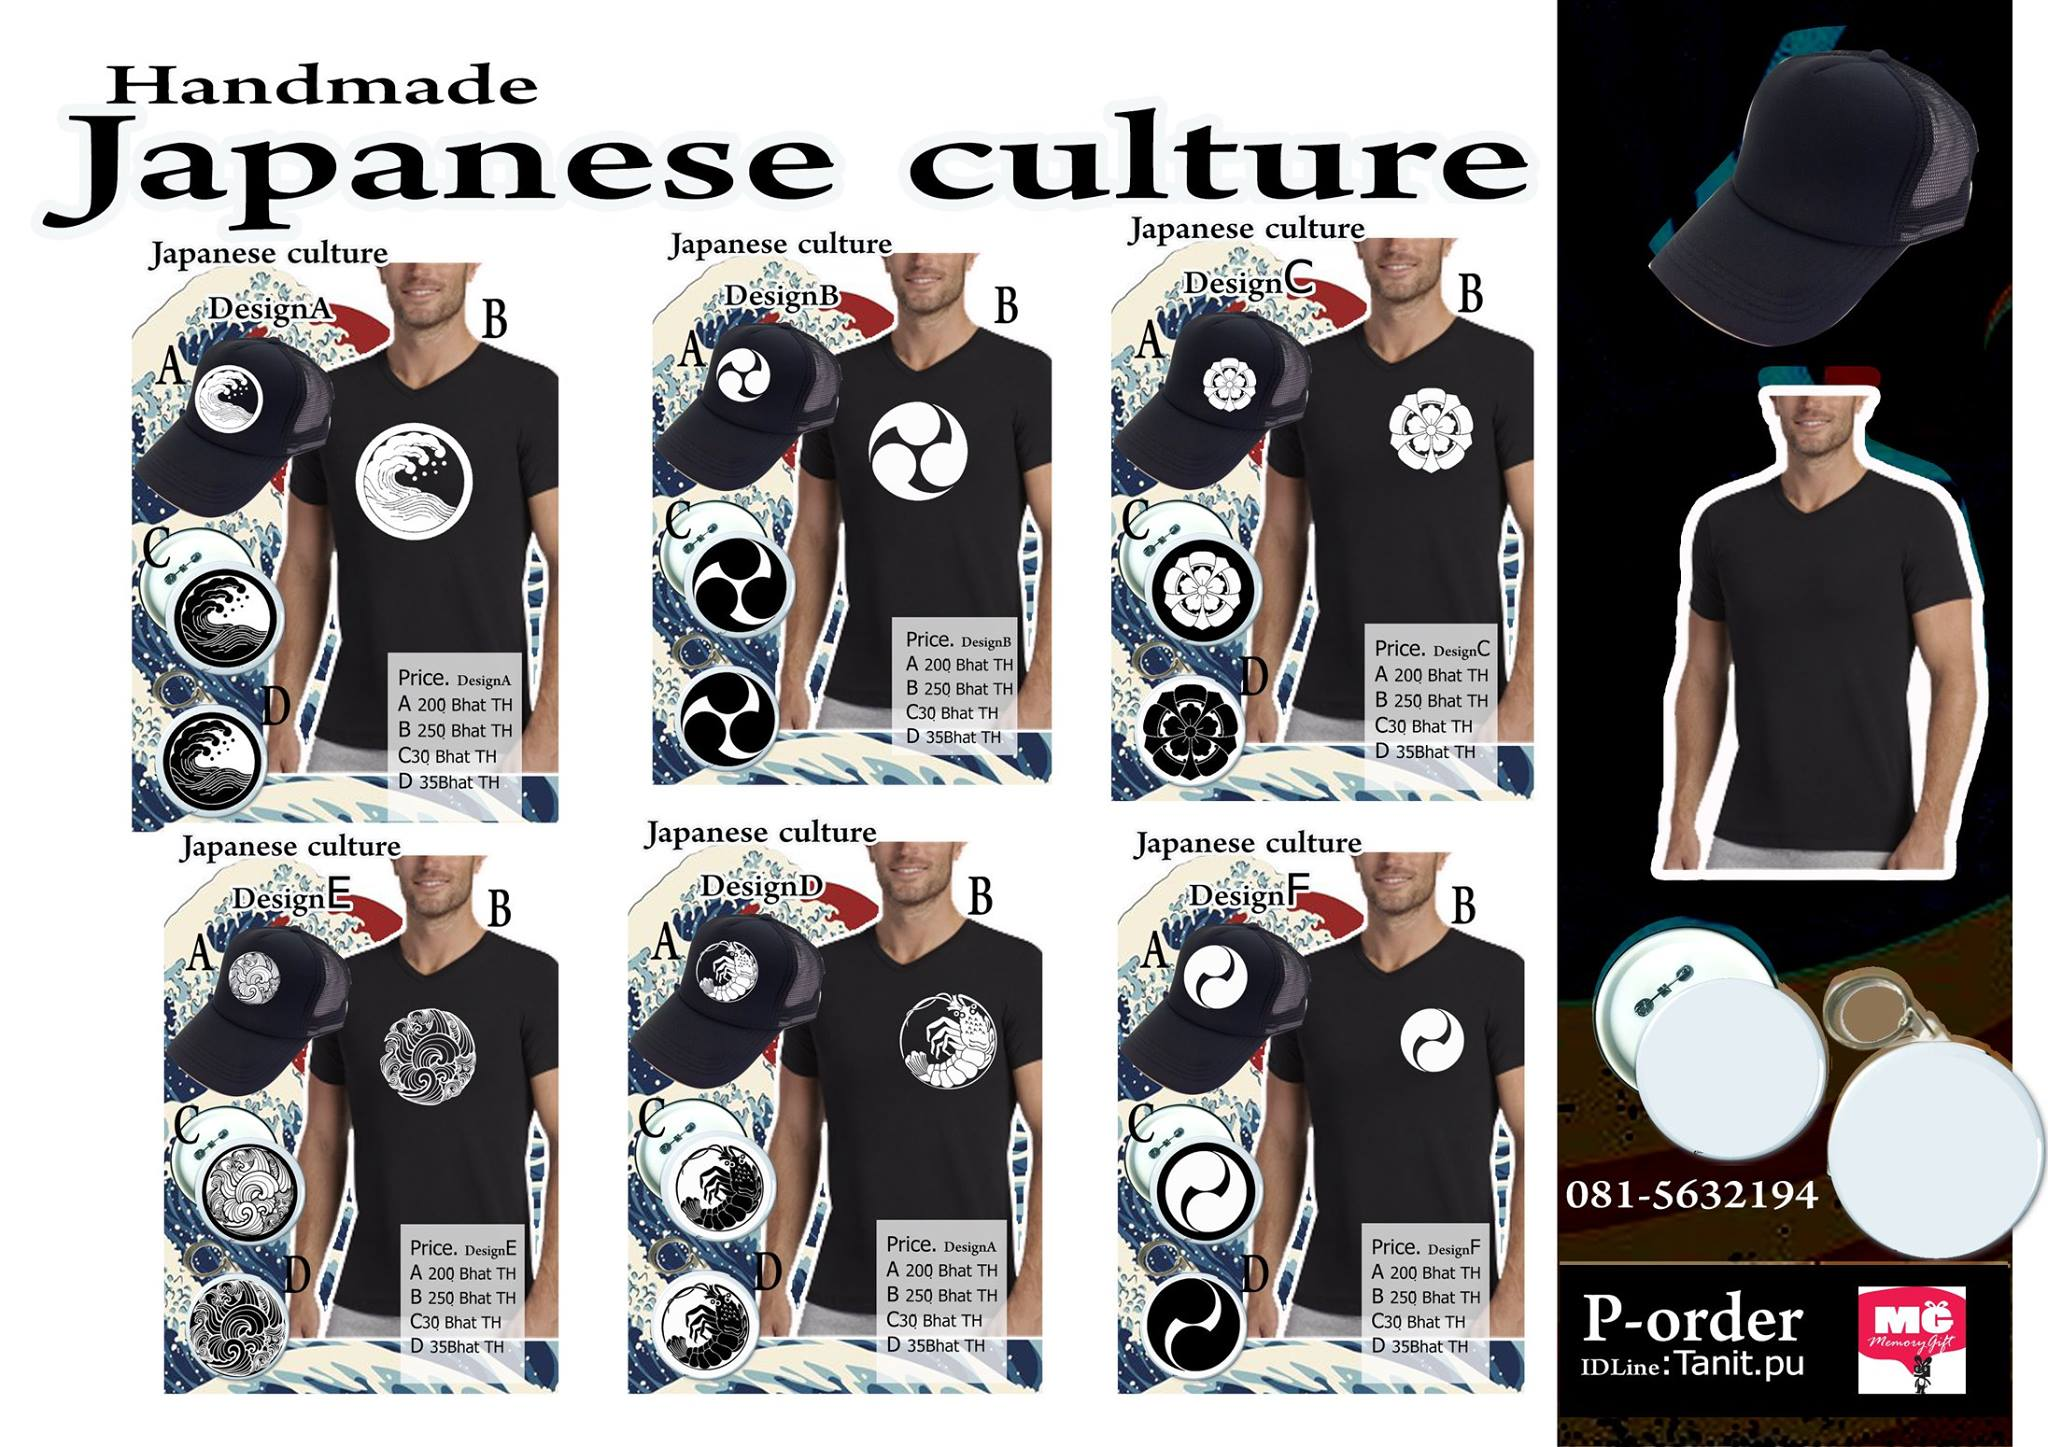 Handmade
Japanese culture
Japanese culture
DesignA
A
B
C
D
Price. DesignA
A 200 Bhat TH
B 250 Bhat TH
C30 Bhat TH
D 35Bhat TH
Japanese culture
DesignB
A
B
C
Price. DesignB
A 200 Bhat TH
B 250 Bhat TH
C30 Bhat TH
D 35Bhat TH
Japanese culture
DesignC
A
B
C
D
Price. DesignC
A 200 Bhat TH
B 250 Bhat TH
C30 Bhat TH
D 35Bhat TH
Japanese culture
DesignE
A
B
C
D
Price. DesignE
A 200 Bhat TH
B 250 Bhat TH
C30 Bhat TH
D 35Bhat TH
Japanese culture
DesignD
A
B
C
D
Price. DesignA
A 200 Bhat TH
B 250 Bhat TH
C30 Bhat TH
D 35Bhat TH
Japanese culture
DesignF
A
B
C
D
Price. DesignF
A 200 Bhat TH
B 250 Bhat TH
C30 Bhat TH
D 35Bhat TH
081-5632194
P-order
IDLine:Tanit.pu
MG
Memory Gift